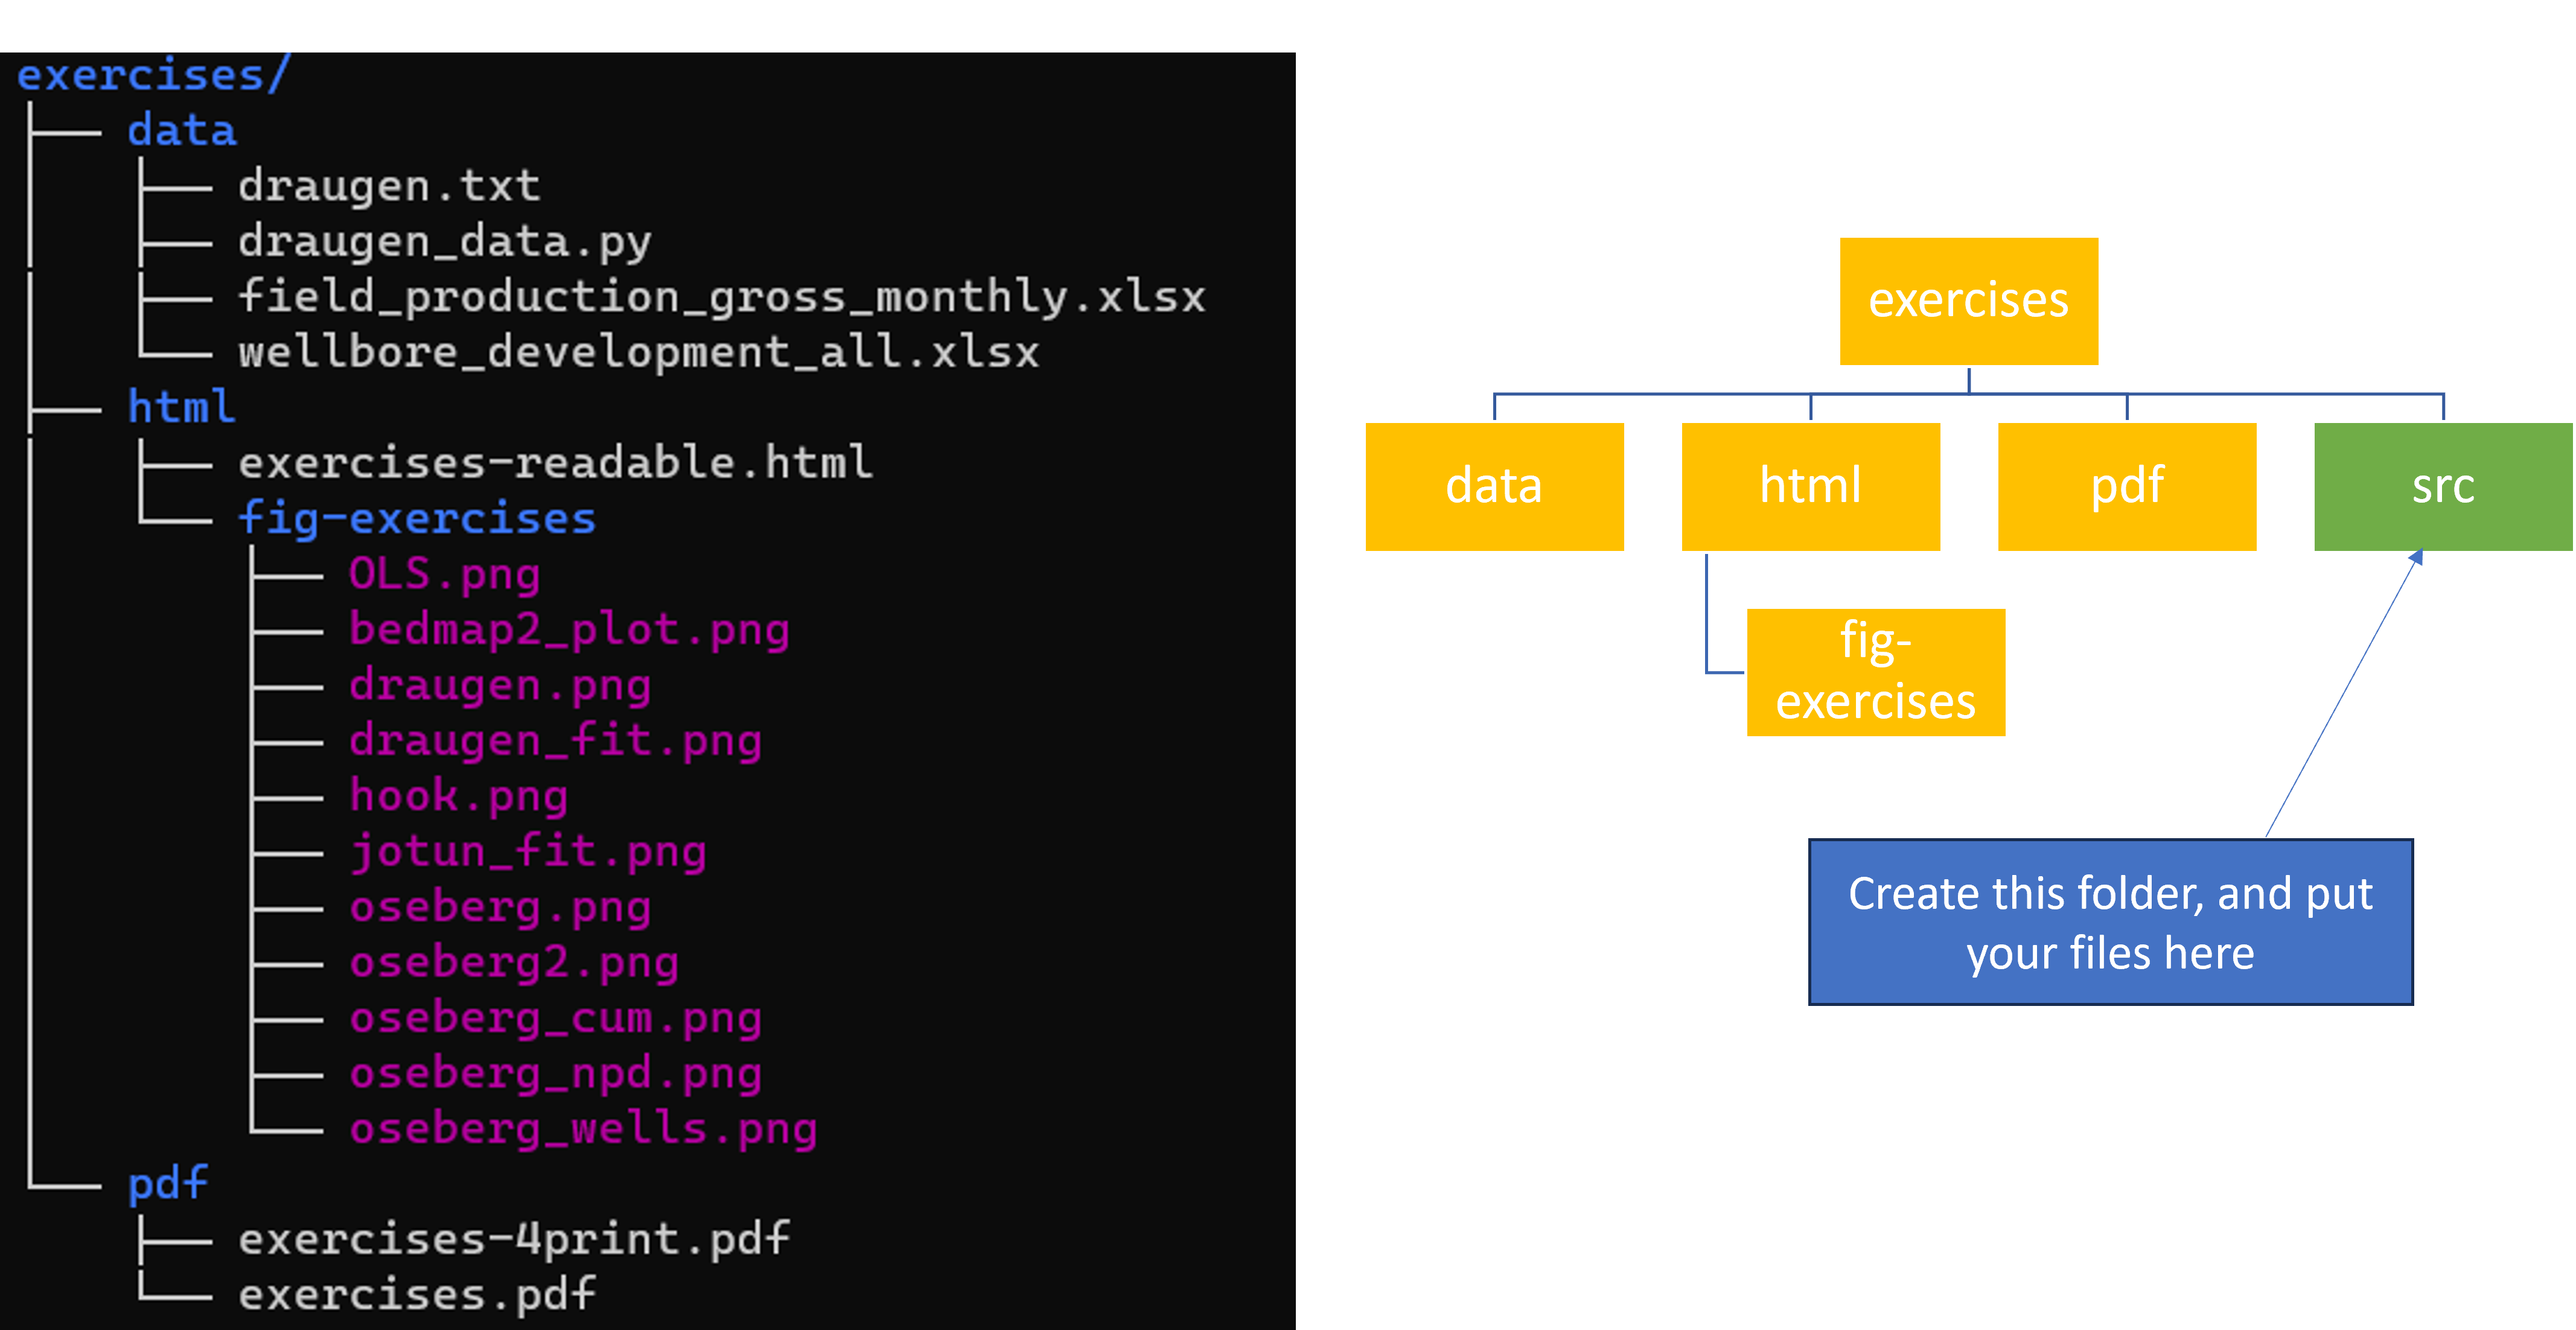 exercises/
data
draugen.txt
draugen_data.py
field_production_gross_monthly.xlsx
wellbore_development_all.xlsx
html
exercises-readable.html
fig-exercises
OLS.png
bedmap2_plot.png
draugen.png
draugen_fit.png
hook.png
jotun_fit.png
oseberg.png
oseberg2.png
oseberg_cum.png
oseberg_npd.png
oseberg_wells.png
pdf
exercises-4print.pdf
exercises.pdf
exercises
data
html
pdf
src
fig-
exercises
Create this folder, and put
your files here